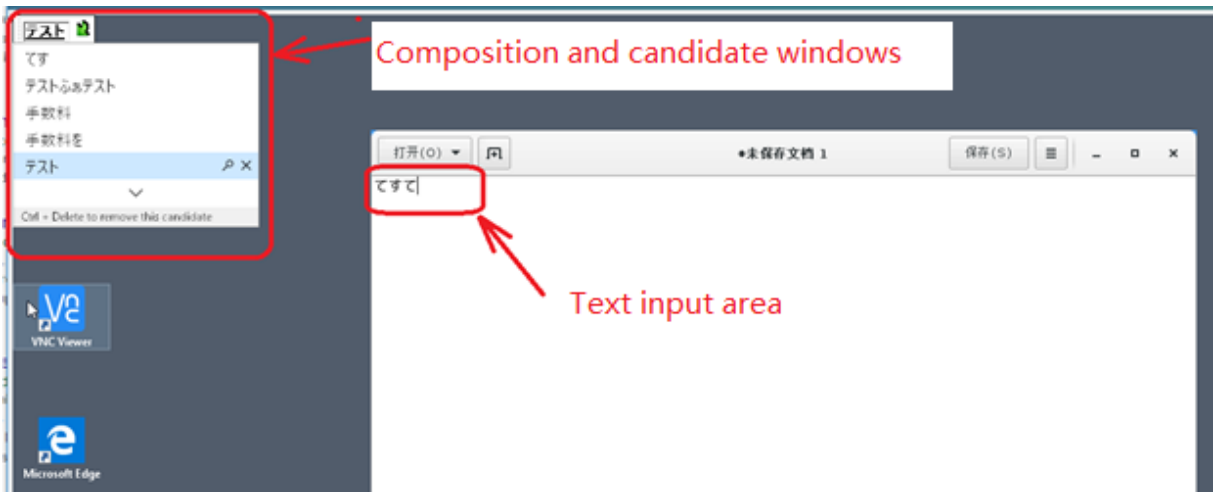 テスト
てす
テストふぁテスト
手数料
手数料を
テスト
Ctrl + Delete to remove this candidate
Composition and candidate windows
打开(O)
•未保存文档 1
保存(S)
てすて
Text input area
VNC Viewer
Microsoft Edge